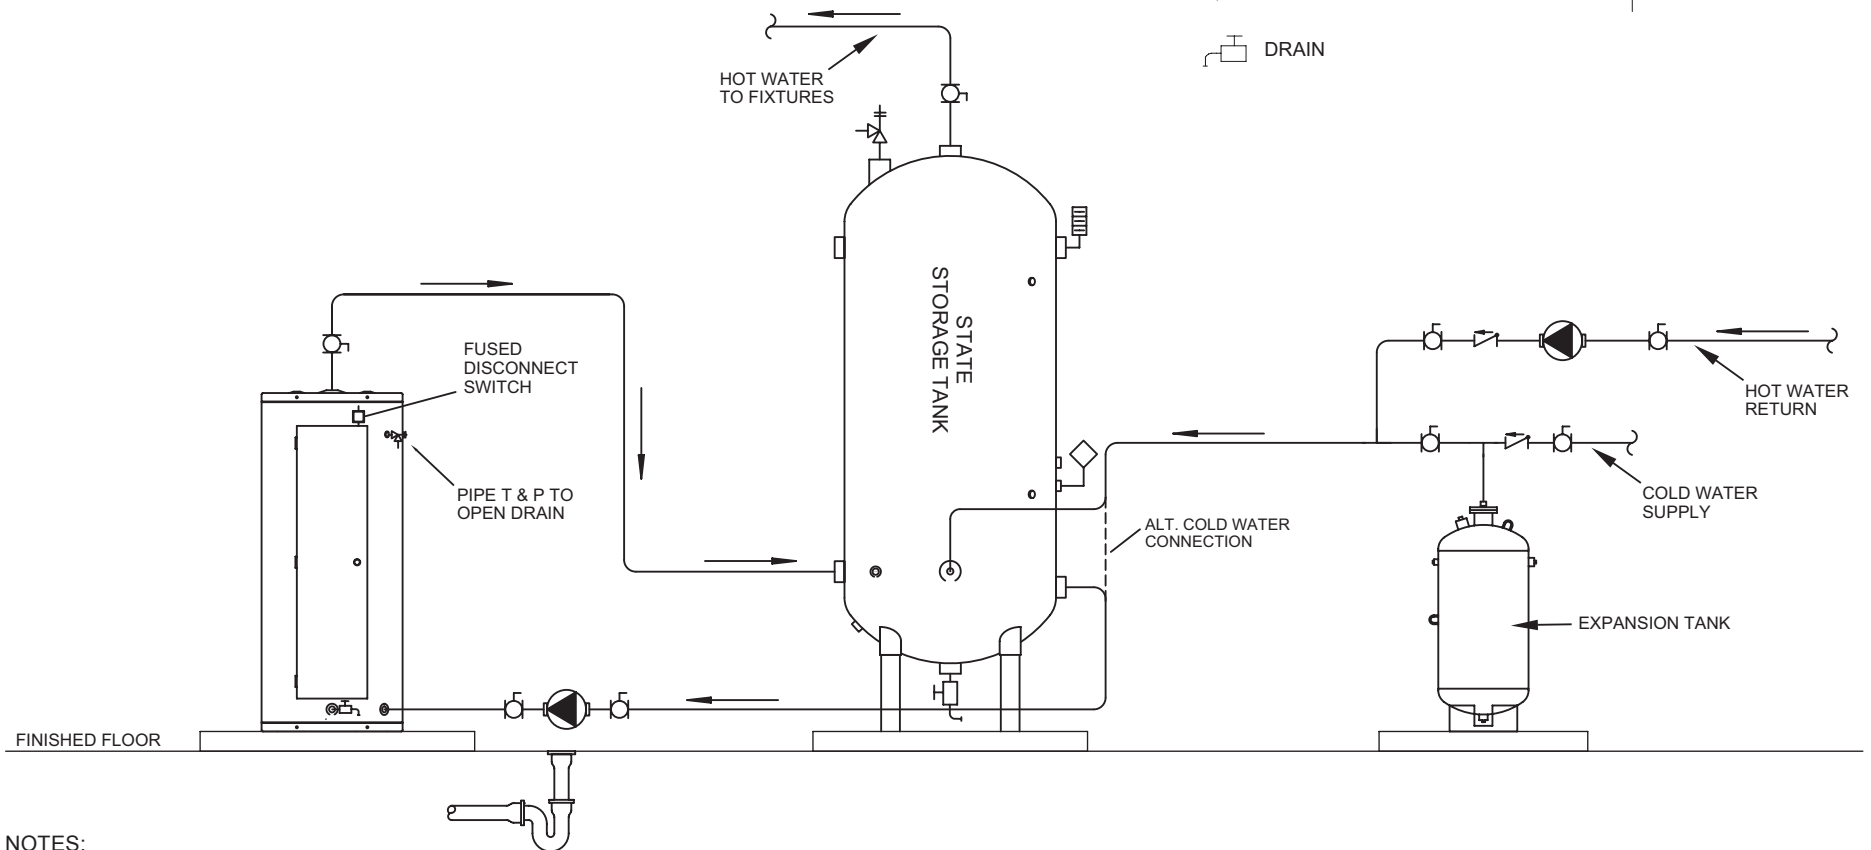 DRAIN
HOT WATER
TO FIXTURES
STATE
STORAGE TANK
FUSED
DISCONNECT
SWITCH
HOT WATER
RETURN
PIPE T & P TO
OPEN DRAIN
COLD WATER
SUPPLY
ALT. COLD WATER
CONNECTION
EXPANSION TANK
FINISHED FLOOR
NOTES: